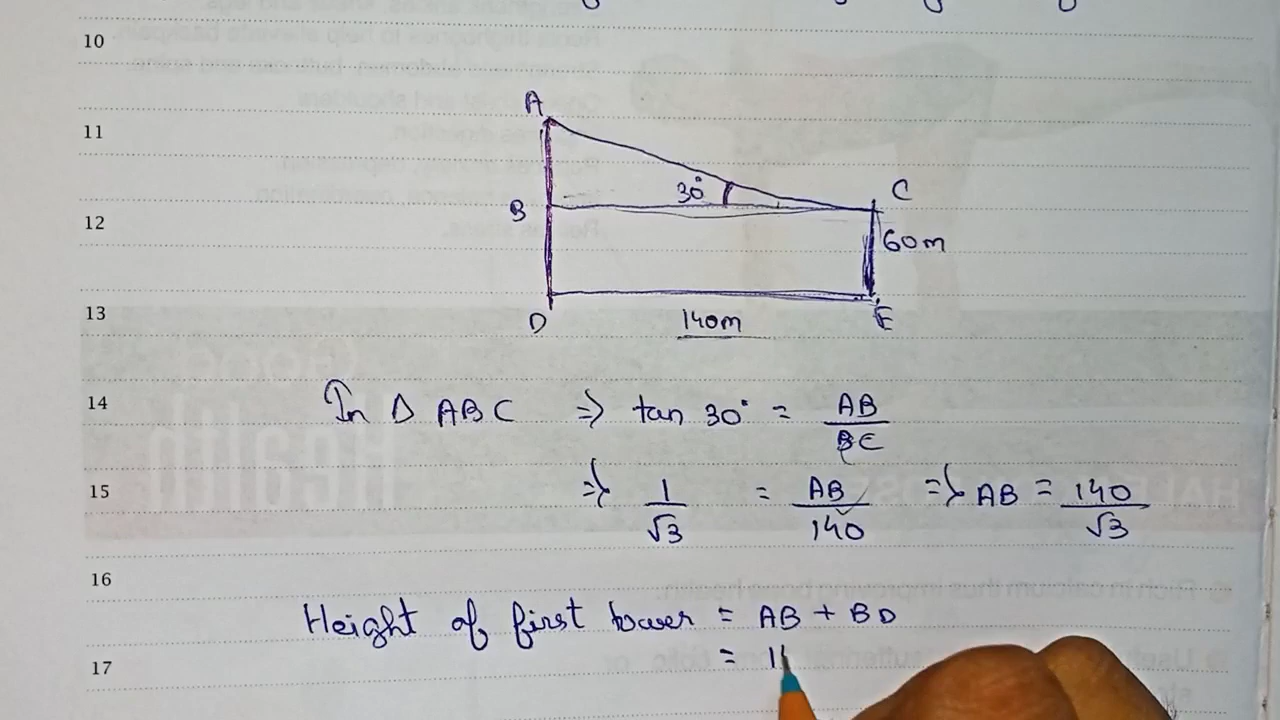 10
A
11
30°
C
B
12
60m
13
D
140m
E
14
In Δ ABC ⇒ tan 30° = AB/BC
15
⇒ 1/√3 = AB/140 ⇒ AB = 140/√3
16
Height of first tower = AB + BD
17
= 1